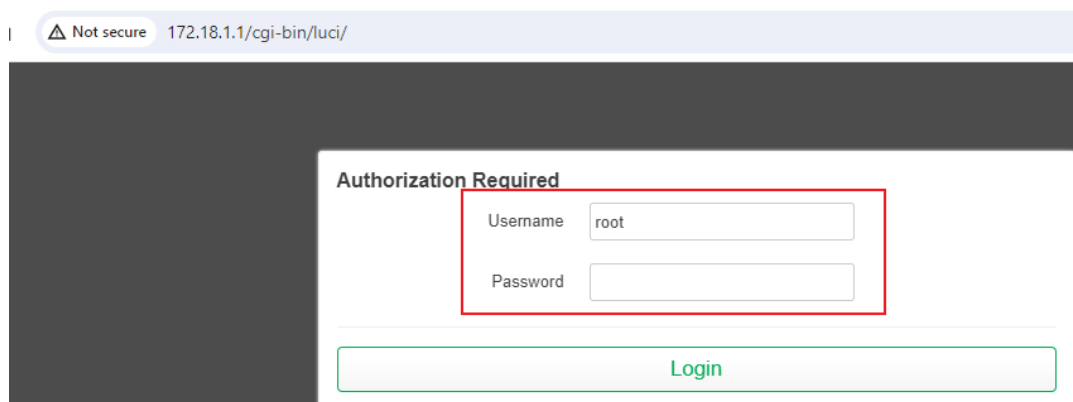 Not secure 172.18.1.1/cgi-bin/luci/
Authorization Required
Username root
Password
Login